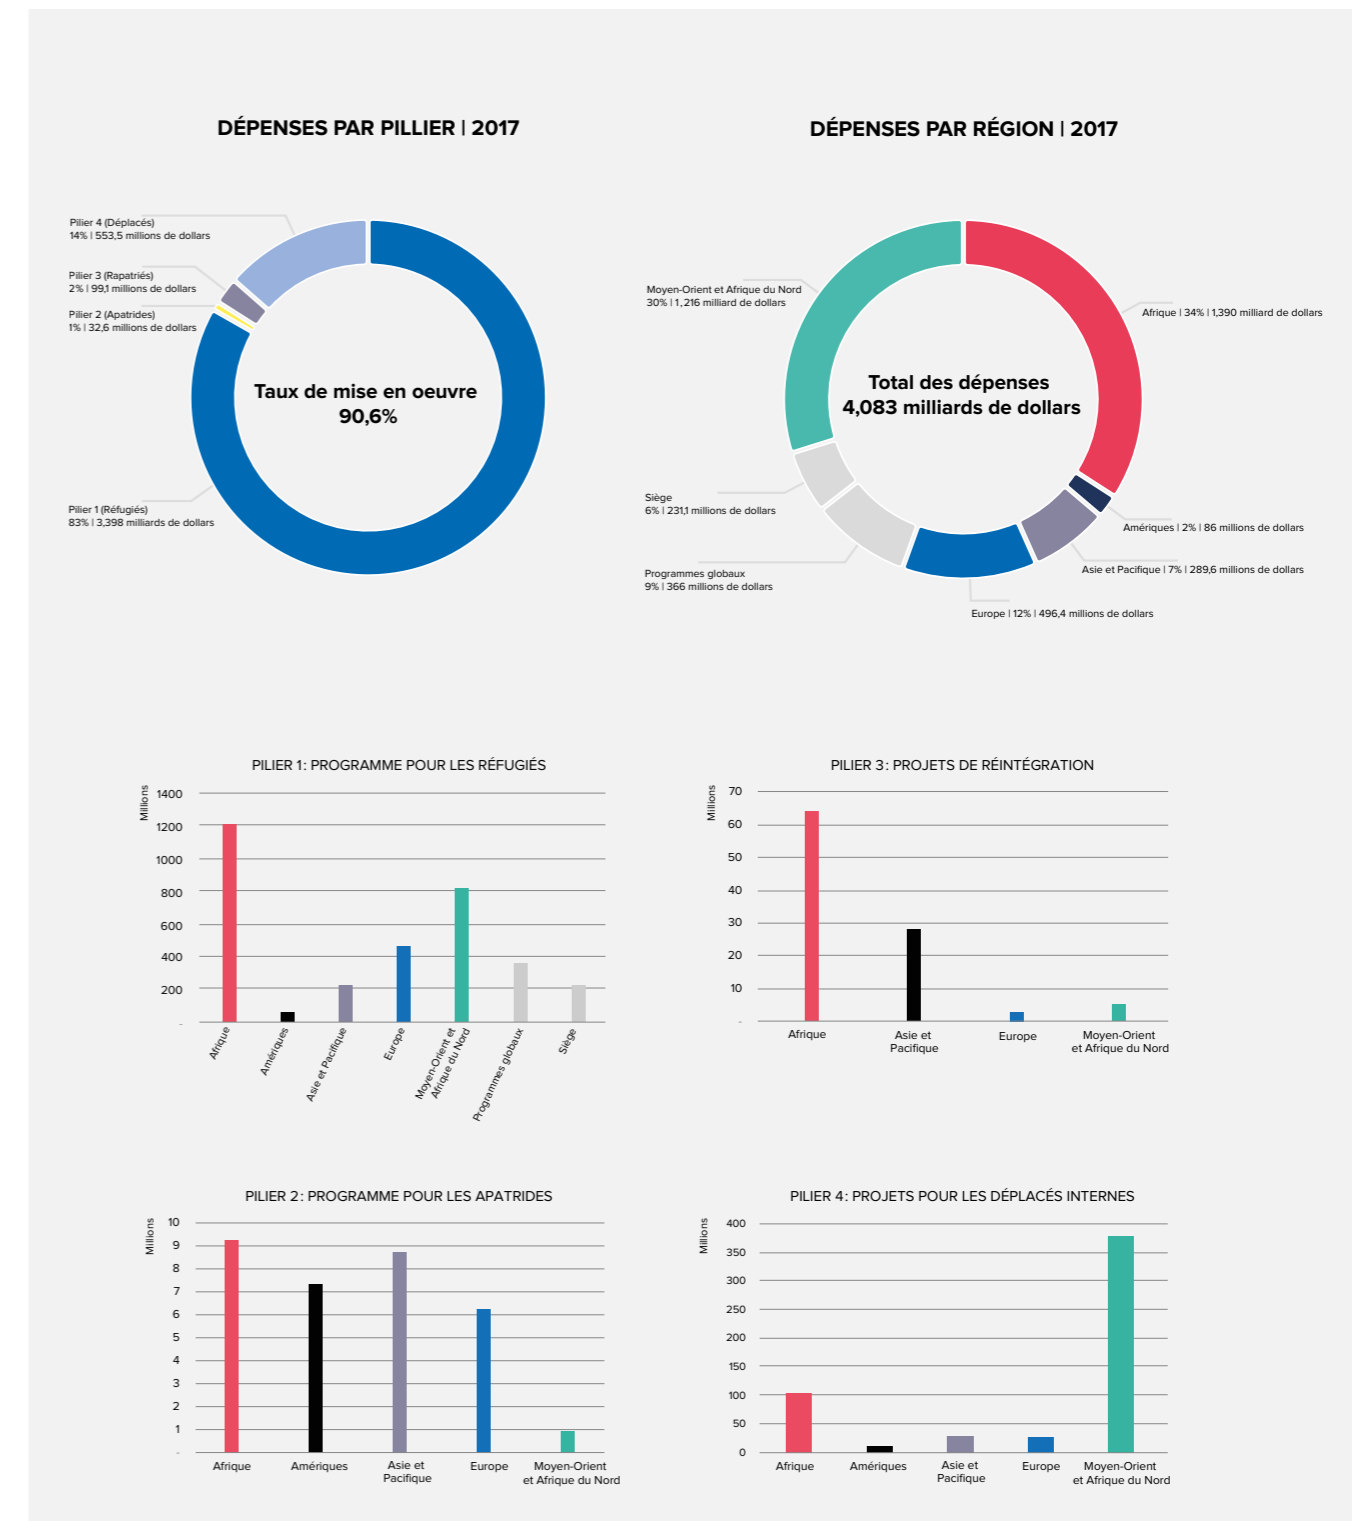 DÉPENSES PAR PILLIER | 2017
Pilier 4 (Déplacés)
14% | 553,5 millions de dollars
Pilier 3 (Rapatriés)
2% | 99,1 millions de dollars
Pilier 2 (Apatrides)
1% | 32,6 millions de dollars
Taux de mise en oeuvre
90,6%
Pilier 1 (Réfugiés)
83% | 3,398 milliards de dollars
DÉPENSES PAR RÉGION | 2017
Moyen-Orient et Afrique du Nord
30% | 1,216 milliard de dollars
Afrique | 34% | 1,390 milliard de dollars
Total des dépenses
4,083 milliards de dollars
Siège
6% | 231,1 millions de dollars
Amériques | 2% | 86 millions de dollars
Programmes globaux
9% | 366 millions de dollars
Asie et Pacifique | 7% | 289,6 millions de dollars
Europe | 12% | 496,4 millions de dollars
PILIER 1: PROGRAMME POUR LES RÉFUGIÉS
Millions
1400
1200
1000
800
600
400
200
-
Afrique
Amériques
Asie et Pacifique
Europe
Moyen-Orient et
Afrique du Nord
Programmes globaux
Siège
PILIER 3: PROJETS DE RÉINTÉGRATION
Millions
70
60
50
40
30
20
10
-
Afrique
Asie et
Pacifique
Europe
Moyen-Orient
et Afrique du Nord
PILIER 2: PROGRAMME POUR LES APATRIDES
Millions
10
9
8
7
6
5
4
3
2
1
-
Afrique
Amériques
Asie et
Pacifique
Europe
Moyen-Orient
et Afrique du Nord
PILIER 4: PROJETS POUR LES DÉPLACÉS INTERNES
Millions
400
350
300
250
200
150
100
50
0
Afrique
Amériques
Asie et
Pacifique
Europe
Moyen-Orient
et Afrique du Nord